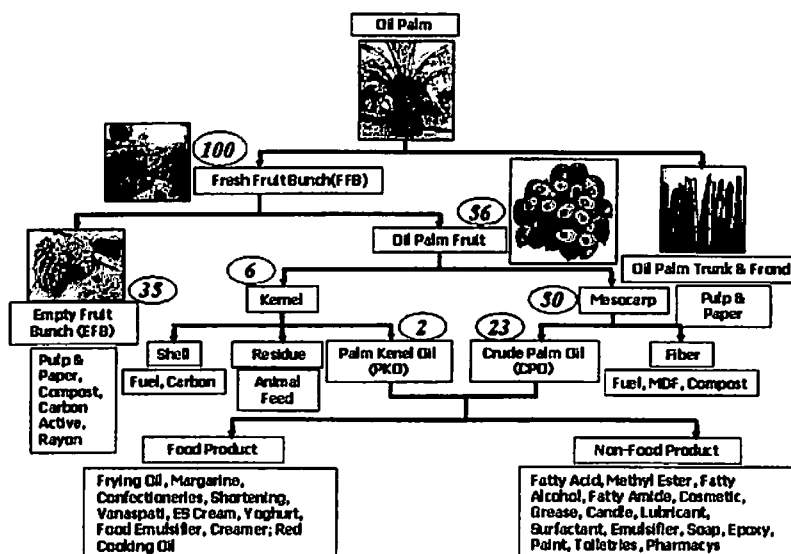 Oil Palm
100
Fresh Fruit Bunch(FFB)
56
Oil Palm Fruit
Oil Palm Trunk & Frond
Pulp &
Paper
35
Empty Fruit
Bunch (EFB)
Pulp &
Paper,
Compost,
Carbon
Active,
Rayon
6
Kernel
50
Mesocarp
Shell
Fuel, Carbon
Residue
Animal
Feed
2
Palm Kenel Oil
(PKO)
23
Crude Palm Oil
(CPO)
Fiber
Fuel, MDF, Compost
Food Product
Frying Oil, Margarine,
Confectioneries, Shortening,
Vanaspati, ES Cream, Yoghurt,
Food Emulsifier, Creamer; Red
Cooking Oil
Non-Food Product
Fatty Acid, Methyl Ester, Fatty
Alcohol, Fatty Amide, Cosmetic,
Grease, Candle, Lubricant,
Surfactant, Emulsifier, Soap, Epoxy,
Paint, Toiletries, Pharmacys